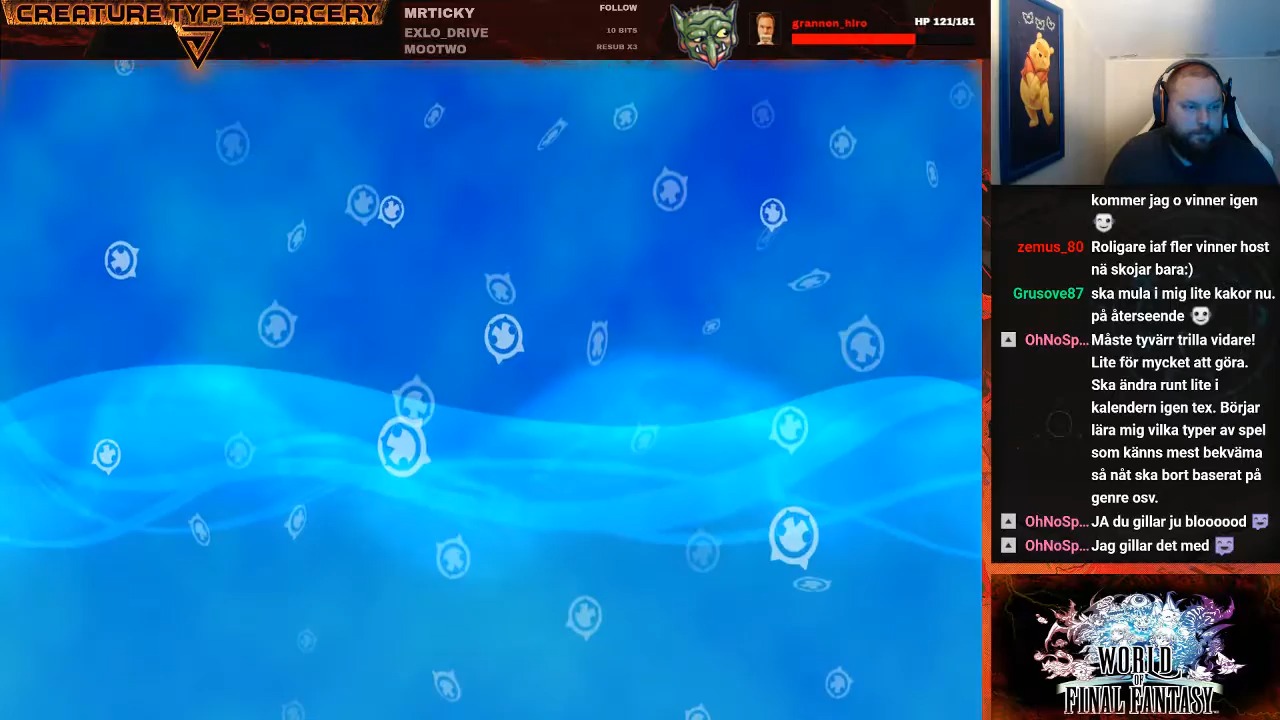 CREATURE TYPE: SORCERY
MRTICKY FOLLOW
EXLO_DRIVE 10 BITS
MOOTWO RESUB X3
grannon_hiro HP 121/181
kommer jag o vinner igen
zemus_80 Roligare iaf fler vinner host
nä skojar bara:)
Grusove87 ska mula i mig lite kakor nu.
på återseende
OhNoSp... Måste tyvärr trilla vidare!
Lite för mycket att göra.
Ska ändra runt lite i
kalendern igen tex. Börjar
lära mig vilka typer av spel
som känns mest bekväma
så nåt ska bort baserat på
genre osv.
OhNoSp... JA du gillar ju blooooood
OhNoSp... Jag gillar det med
WORLD
OF
FINAL FANTASY